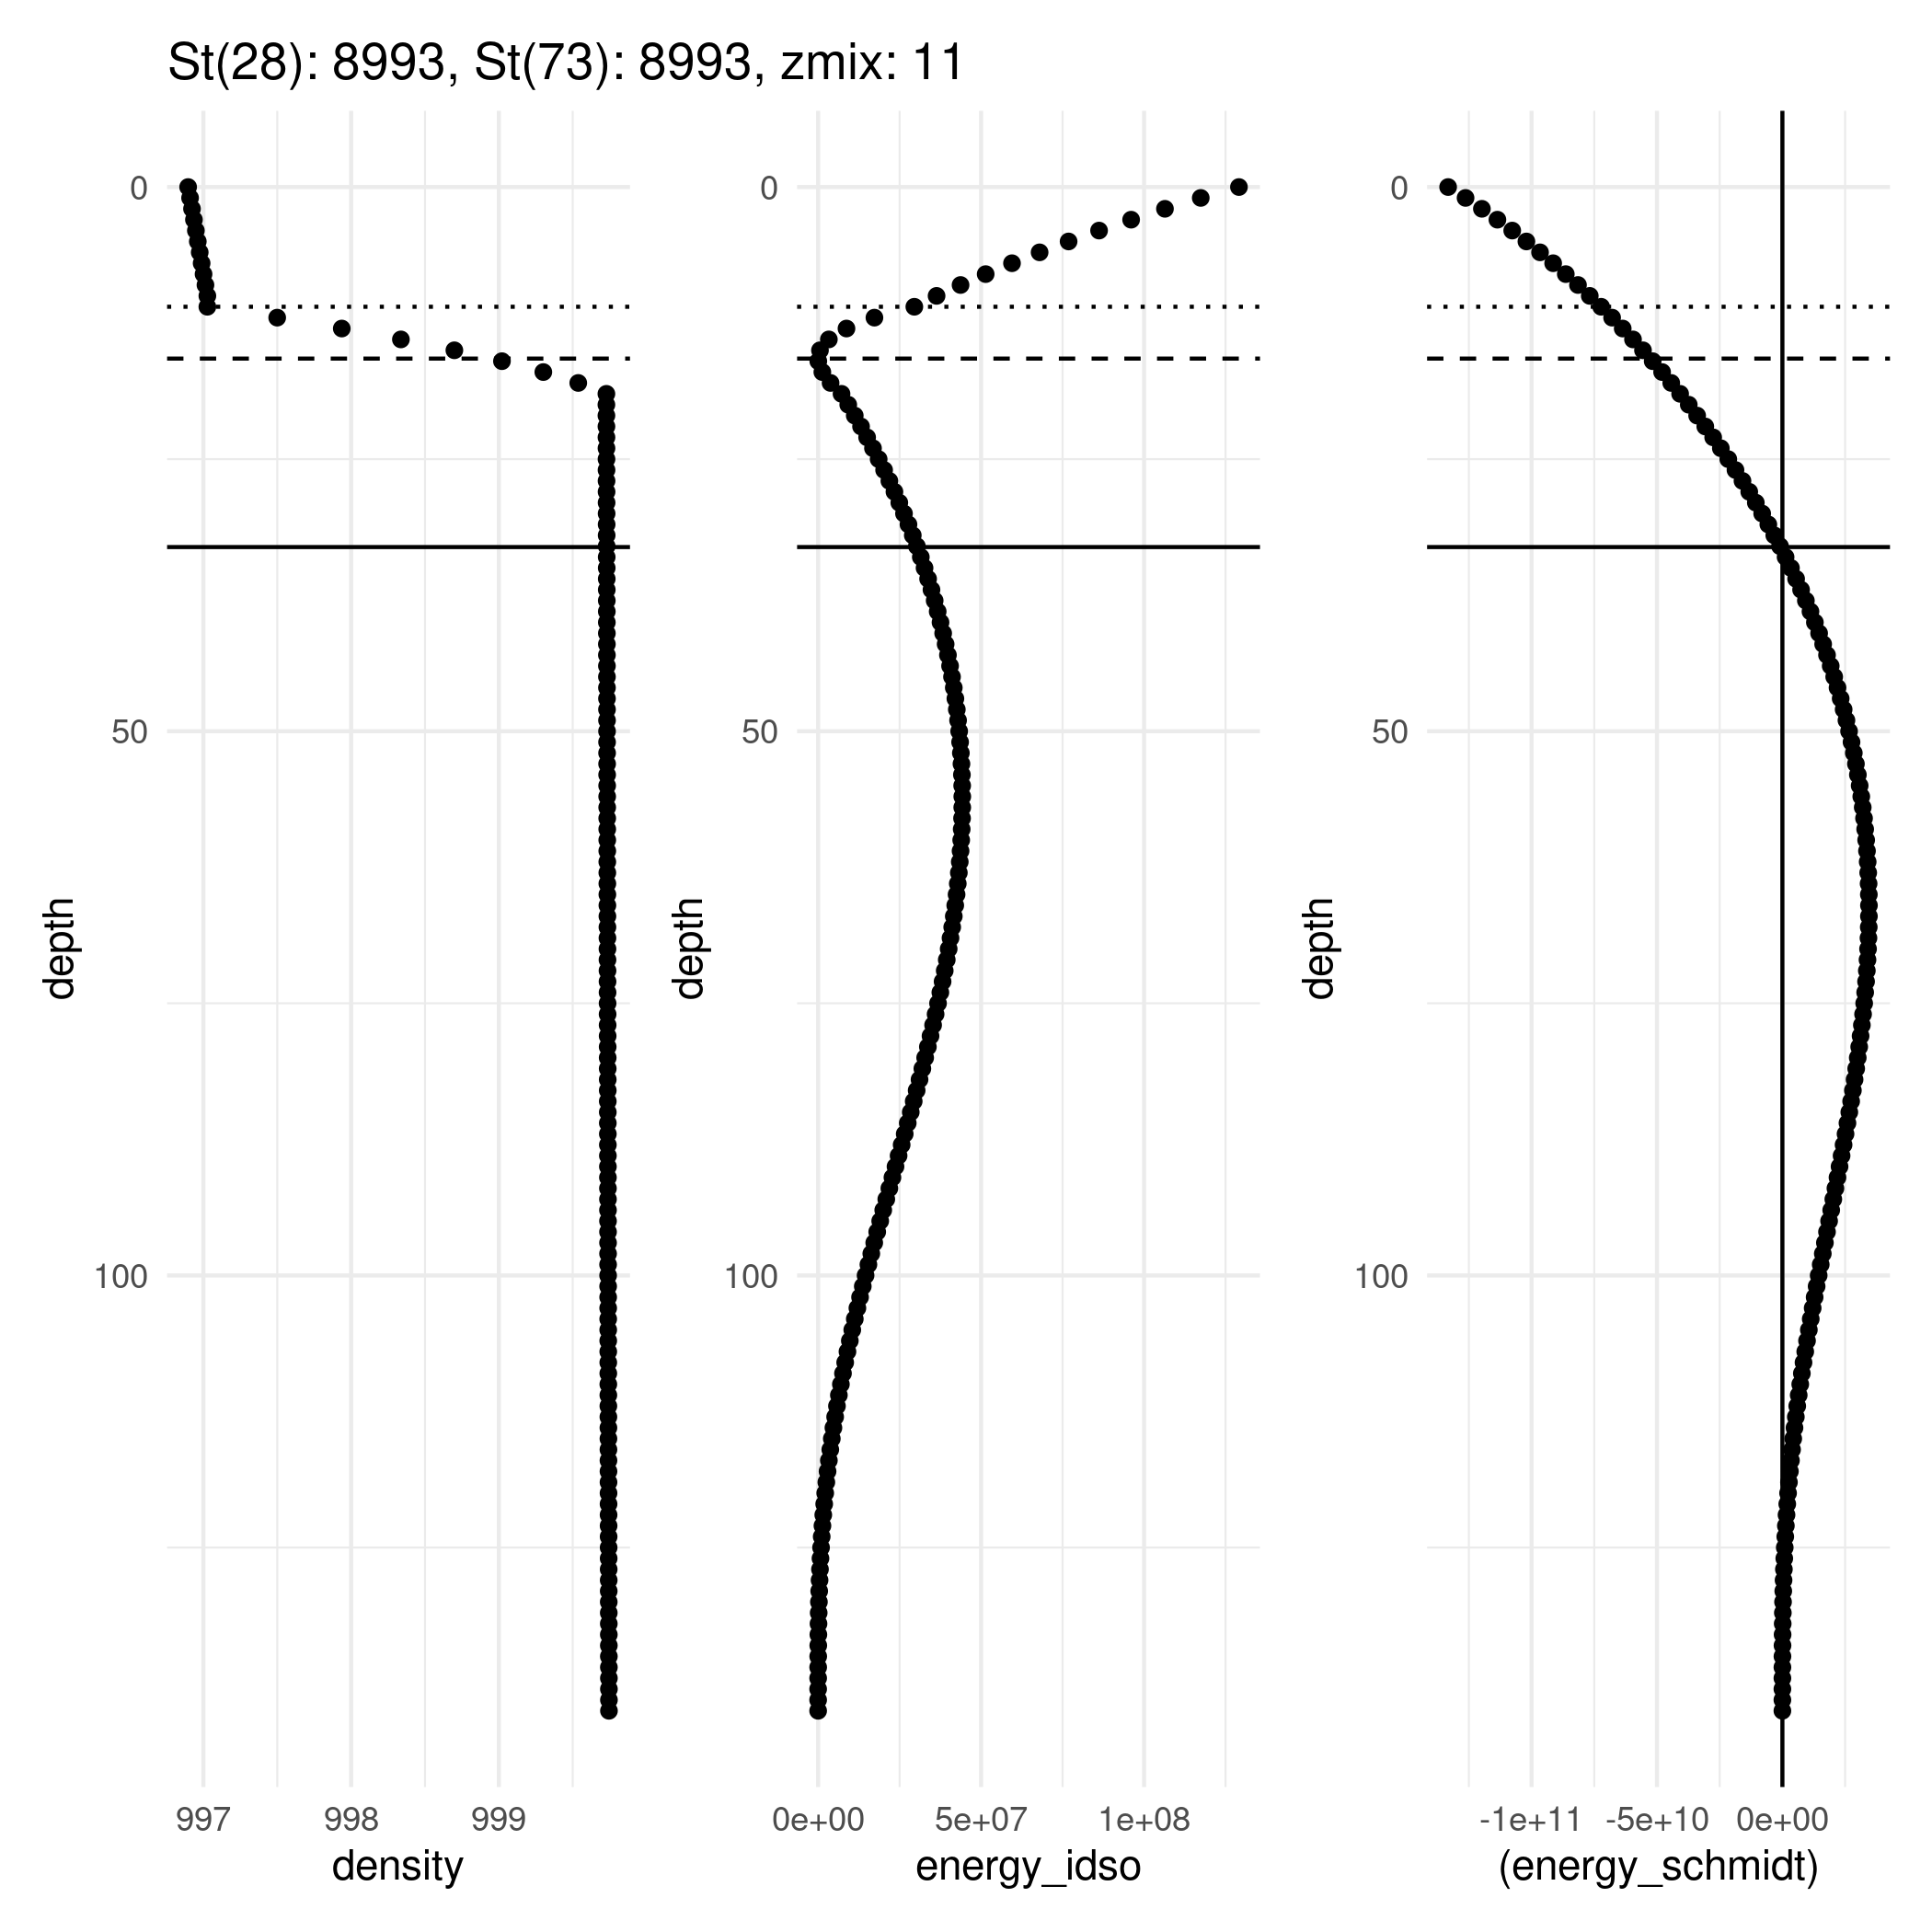 St(28): 8993, St(73): 8993, zmix: 11
0
50
100
depth
997 998 999
density
0
50
100
depth
0e+00 5e+07 1e+08
energy_idso
0
50
100
depth
-1e+11 -5e+10 0e+00
(energy_schmidt)